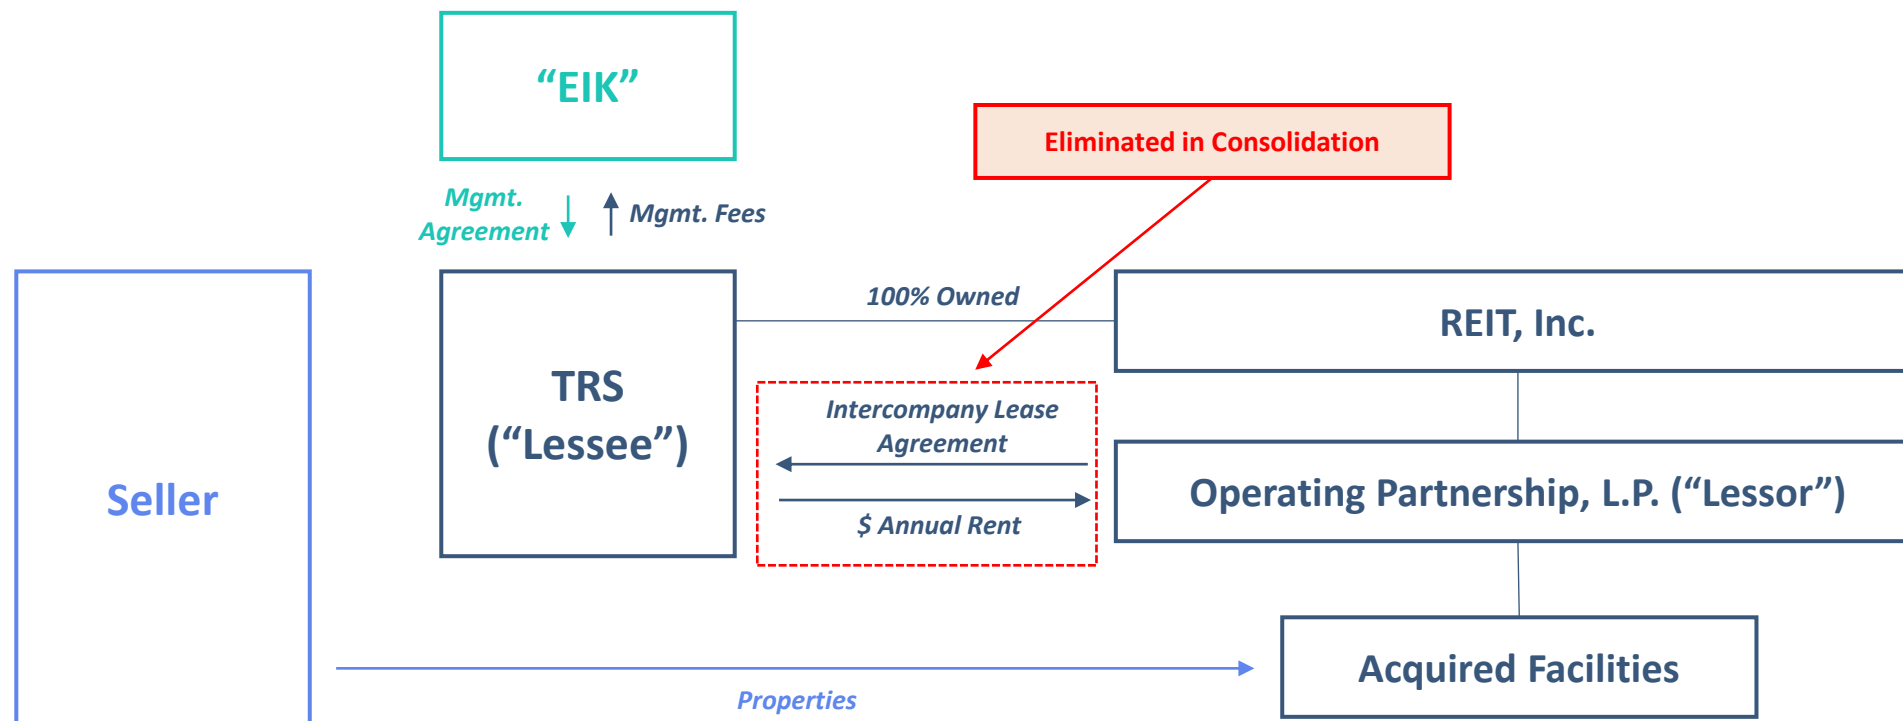 “EIK”
Eliminated in Consolidation
Mgmt.
Agreement
Mgmt. Fees
100% Owned
REIT, Inc.
TRS
(“Lessee”)
Intercompany Lease
Agreement
$ Annual Rent
Operating Partnership, L.P. (“Lessor”)
Seller
Acquired Facilities
Properties